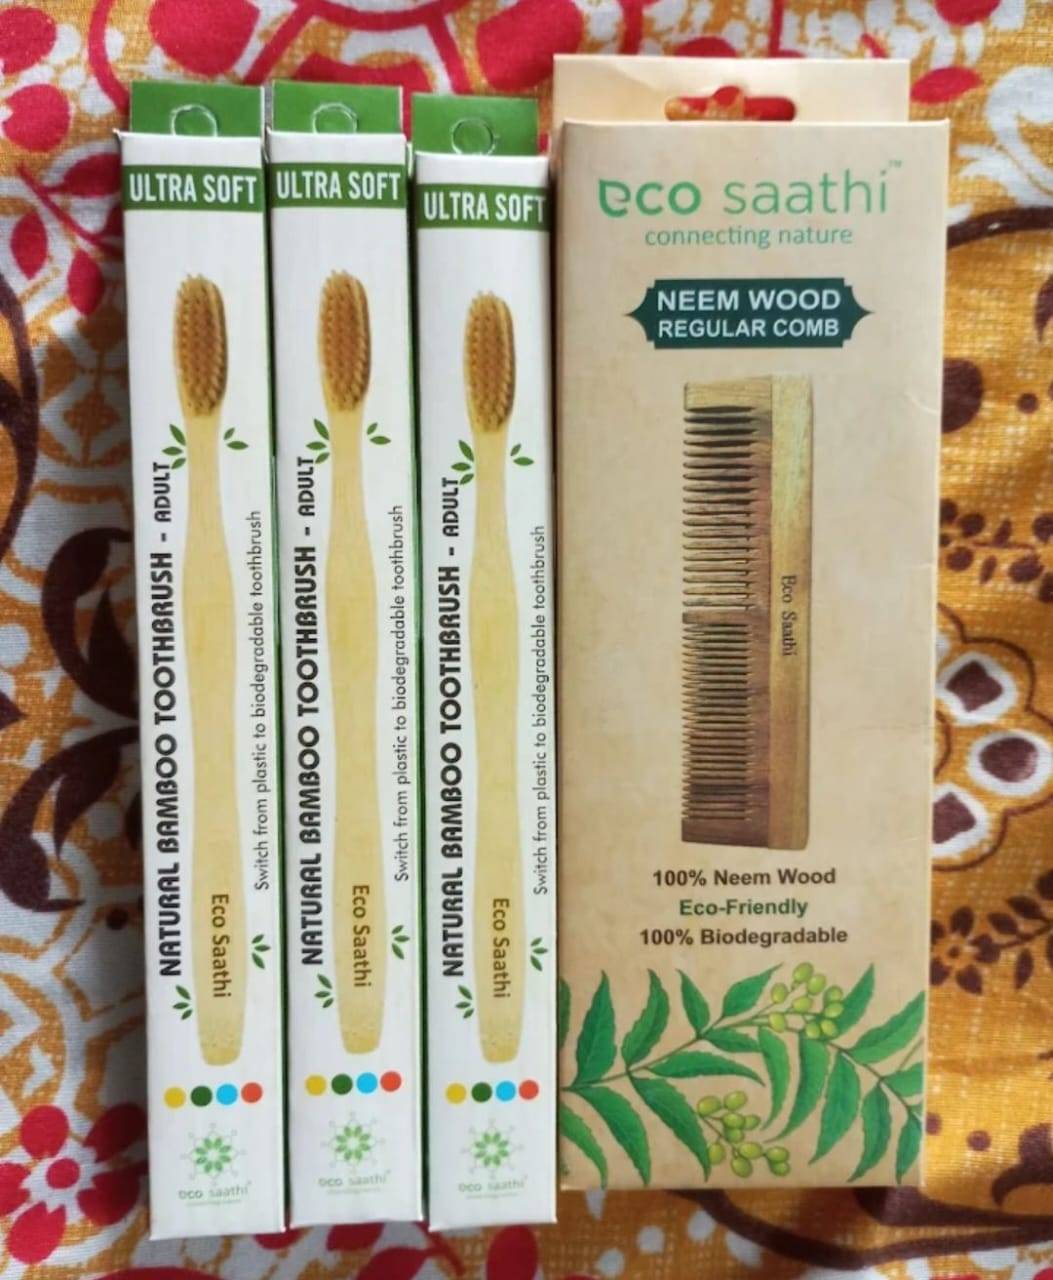 ULTRA SOFT
NATURAL BAMBOO TOOTHBRUSH - ADULT
Switch from plastic to biodegradable toothbrush
Eco Saathi
eco saathi
ULTRA SOFT
NATURAL BAMBOO TOOTHBRUSH - ADULT
Switch from plastic to biodegradable toothbrush
Eco Saathi
eco saathi
ULTRA SOFT
NATURAL BAMBOO TOOTHBRUSH - ADULT
Switch from plastic to biodegradable toothbrush
Eco Saathi
eco saathi
eco saathi™
connecting nature
NEEM WOOD
REGULAR COMB
Eco Saathi
100% Neem Wood
Eco-Friendly
100% Biodegradable